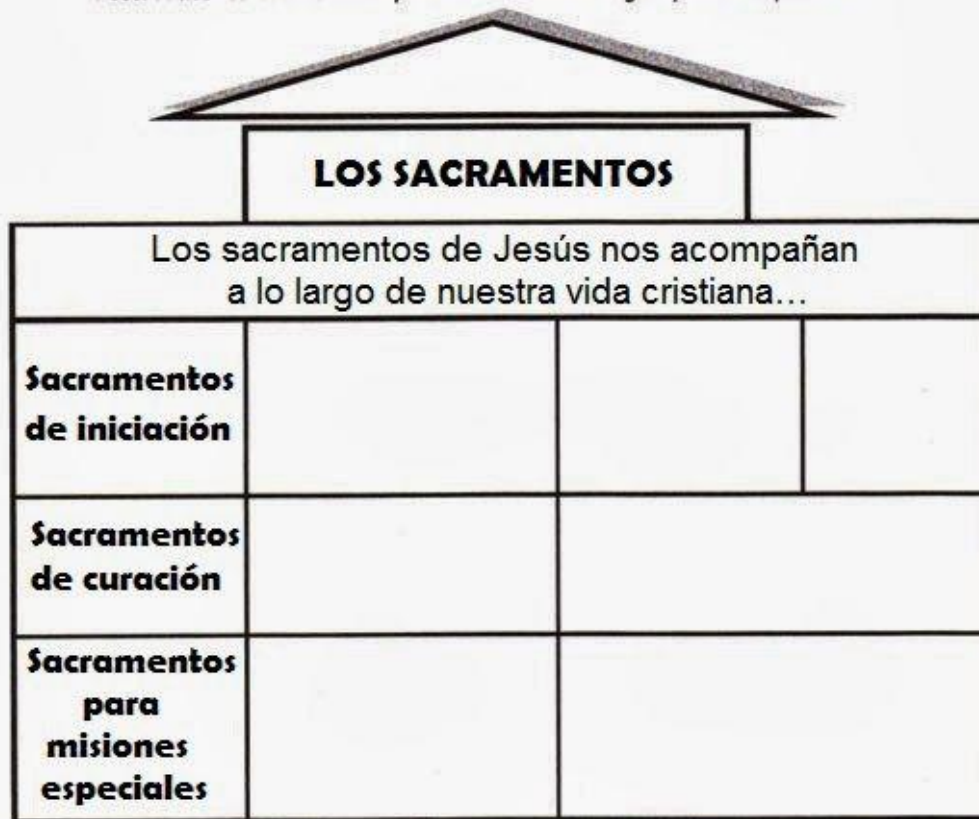 LOS SACRAMENTOS
Los sacramentos de Jesús nos acompañan
a lo largo de nuestra vida cristiana...
Sacramentos
de iniciación
Sacramentos
de curación
Sacramentos
para
misiones
especiales